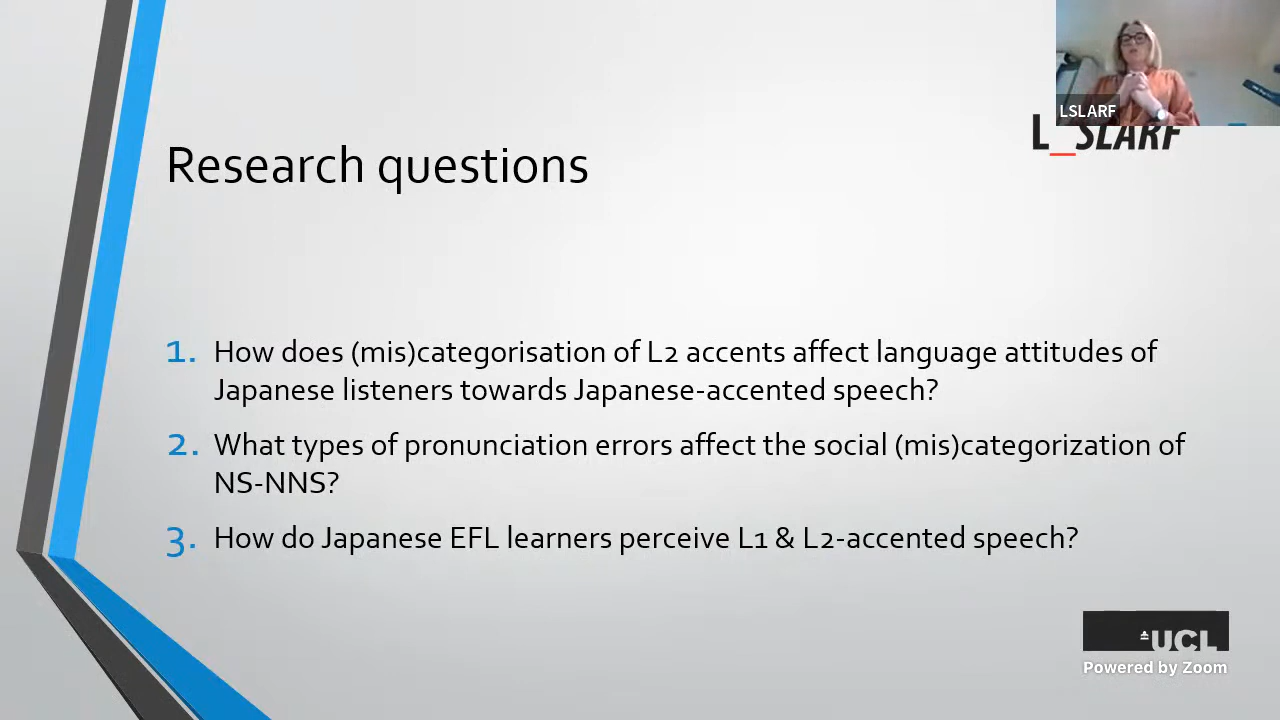 LSLARF
L_SLARF
Research questions
1. How does (mis)categorisation of L2 accents affect language attitudes of
Japanese listeners towards Japanese-accented speech?
2. What types of pronunciation errors affect the social (mis)categorization of
NS-NNS?
3. How do Japanese EFL learners perceive L1 & L2-accented speech?
UCL
Powered by Zoom